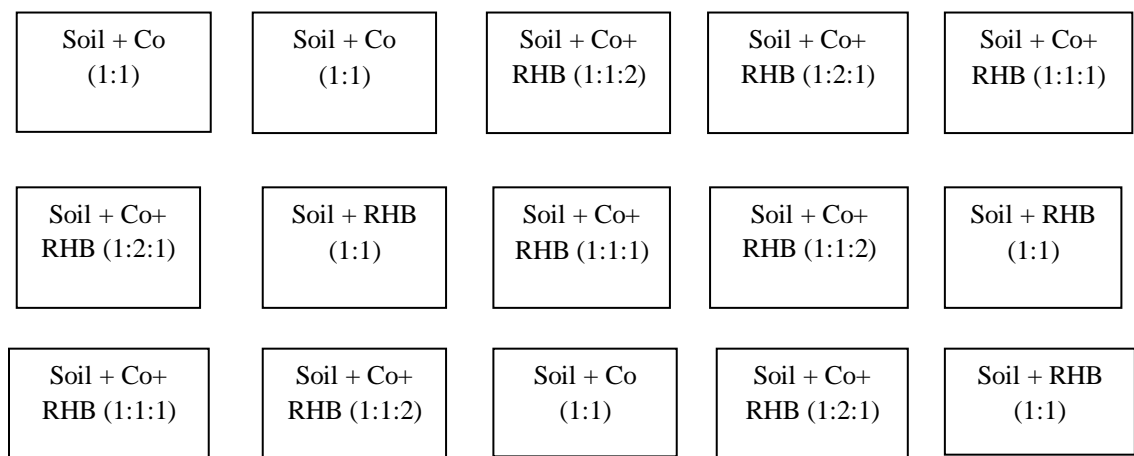 Soil + Co
(1:1)
Soil + Co
(1:1)
Soil + Co+
RHB (1:1:2)
Soil + Co+
RHB (1:2:1)
Soil + Co+
RHB (1:1:1)
Soil + Co+
RHB (1:2:1)
Soil + RHB
(1:1)
Soil + Co+
RHB (1:1:1)
Soil + Co+
RHB (1:1:2)
Soil + RHB
(1:1)
Soil + Co+
RHB (1:1:1)
Soil + Co+
RHB (1:1:2)
Soil + Co
(1:1)
Soil + Co+
RHB (1:2:1)
Soil + RHB
(1:1)